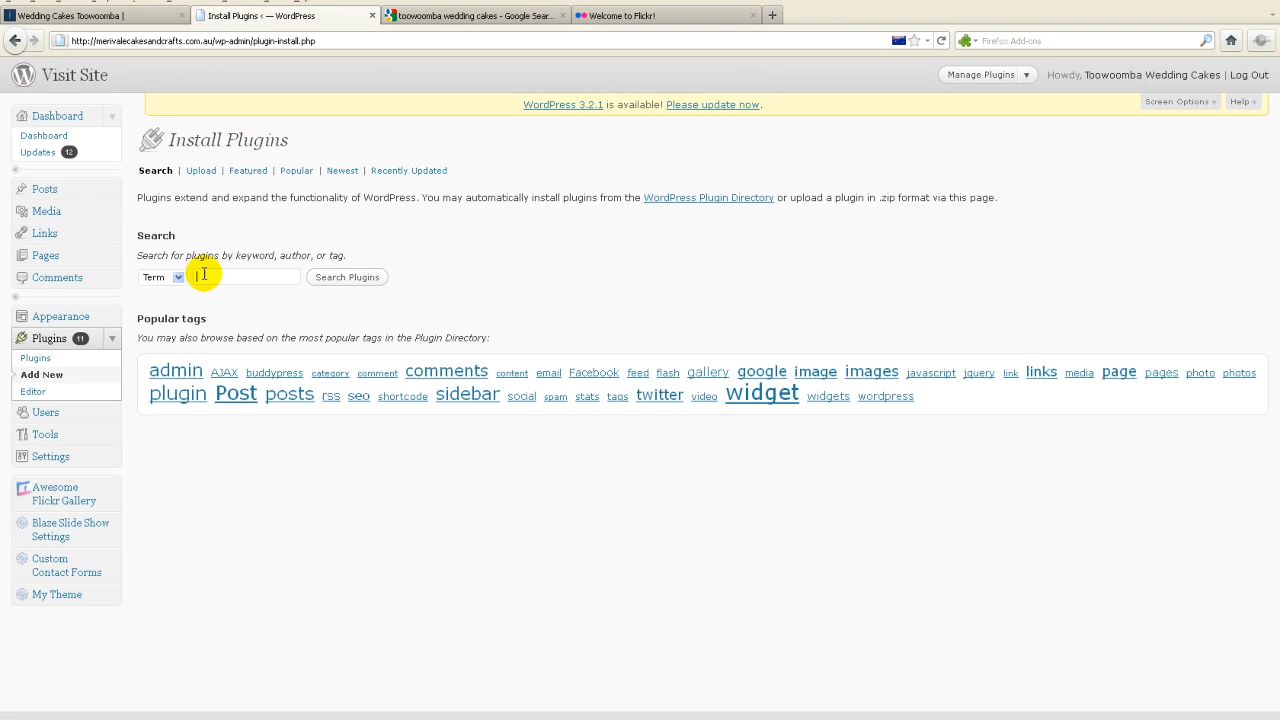 Wedding Cakes Toowoomba |
Install Plugins ‹ — WordPress
toowoomba wedding cakes - Google Sear...
Welcome to Flickr!
http://merivalecakesandcrafts.com.au/wp-admin/plugin-install.php
Firefox Add-ons
Visit Site
Manage Plugins
Howdy, Toowoomba Wedding Cakes | Log Out
WordPress 3.2.1 is available! Please update now.
Screen Options
Help
Dashboard
Dashboard
Updates 12
Posts
Media
Links
Pages
Comments
Appearance
Plugins 11
Plugins
Add New
Editor
Users
Tools
Settings
Awesome
Flickr Gallery
Blaze Slide Show
Settings
Custom
Contact Forms
My Theme
Install Plugins
Search | Upload | Featured | Popular | Newest | Recently Updated
Plugins extend and expand the functionality of WordPress. You may automatically install plugins from the WordPress Plugin Directory or upload a plugin in .zip format via this page.
Search
Search for plugins by keyword, author, or tag.
Term
Search Plugins
Popular tags
You may also browse based on the most popular tags in the Plugin Directory:
admin AJAX buddypress category comment comments content email Facebook feed flash gallery google image images javascript jquery link links media page pages photo photos
plugin Post posts rss seo shortcode sidebar social spam stats tags twitter video widget widgets wordpress